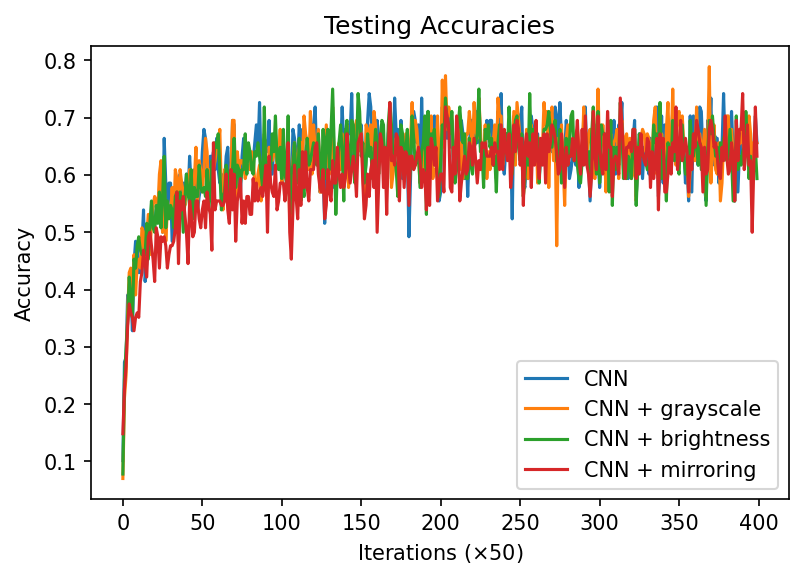 Testing Accuracies
Accuracy
0.8
0.7
0.6
0.5
0.4
0.3
0.2
0.1
CNN
CNN + grayscale
CNN + brightness
CNN + mirroring
0 50 100 150 200 250 300 350 400
Iterations (×50)